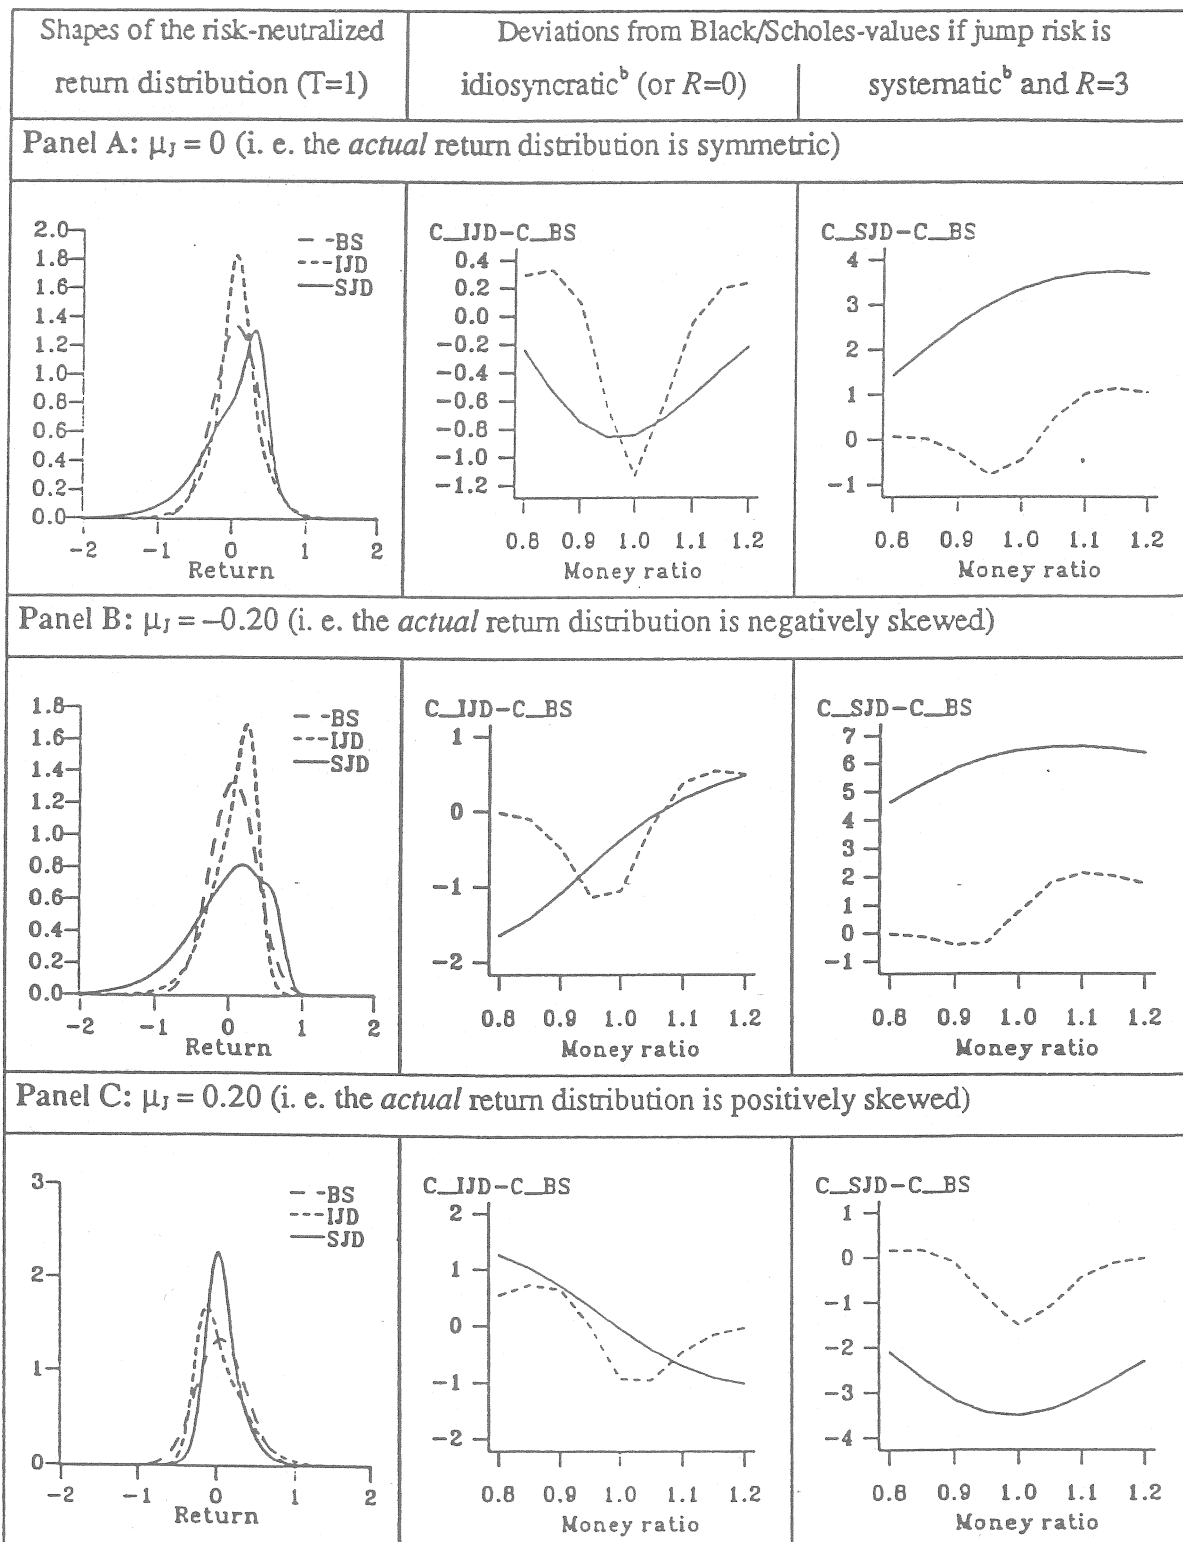 Shapes of the risk-neutralized
return distribution (T=1)
Deviations from Black/Scholes-values if jump risk is
idiosyncraticᵇ (or R=0)
systematicᵇ and R=3
Panel A: μJ = 0 (i. e. the actual return distribution is symmetric)
2.0
1.8
1.6
1.4
1.2
1.0
0.8
0.6
0.4
0.2
0.0
-2 -1 0 1 2
Return
BS
IJD
SJD
C_IJD-C_BS
0.4
0.2
0.0
-0.2
-0.4
-0.6
-0.8
-1.0
-1.2
0.8 0.9 1.0 1.1 1.2
Money ratio
C_SJD-C_BS
4
3
2
1
0
-1
0.8 0.9 1.0 1.1 1.2
Money ratio
Panel B: μJ = –0.20 (i. e. the actual return distribution is negatively skewed)
1.8
1.6
1.4
1.2
1.0
0.8
0.6
0.4
0.2
0.0
-2 -1 0 1 2
Return
BS
IJD
SJD
C_IJD-C_BS
1
0
-1
-2
0.8 0.9 1.0 1.1 1.2
Money ratio
C_SJD-C_BS
7
6
5
4
3
2
1
0
-1
0.8 0.9 1.0 1.1 1.2
Money ratio
Panel C: μJ = 0.20 (i. e. the actual return distribution is positively skewed)
3
2
1
0
-2 -1 0 1 2
Return
BS
IJD
SJD
C_IJD-C_BS
2
1
0
-1
-2
0.8 0.9 1.0 1.1 1.2
Money ratio
C_SJD-C_BS
1
0
-1
-2
-3
-4
0.8 0.9 1.0 1.1 1.2
Money ratio